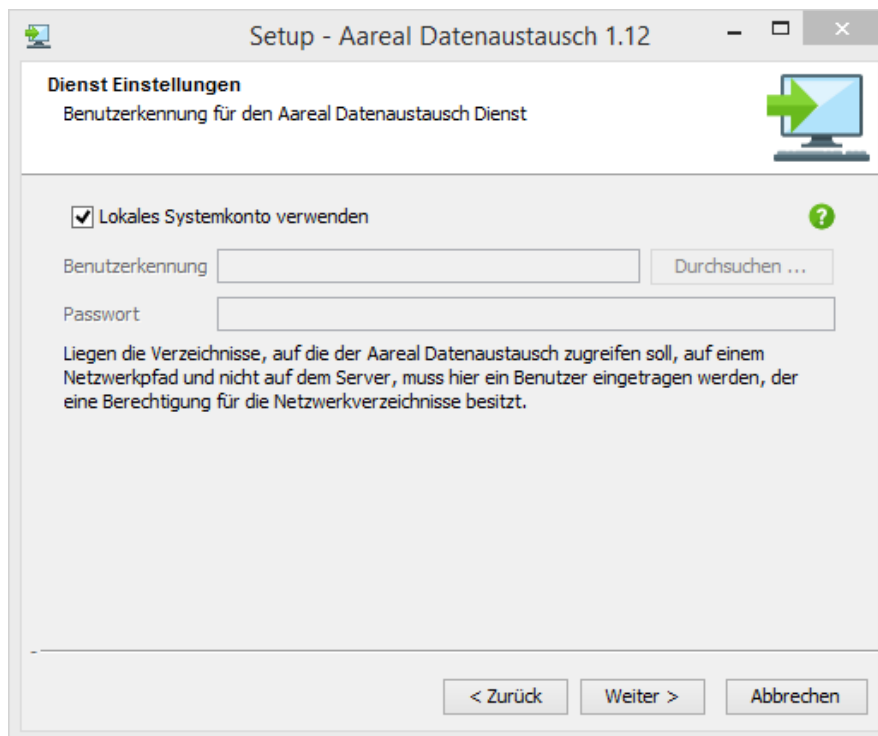 Setup - Aareal Datenaustausch 1.12
Dienst Einstellungen
Benutzerkennung für den Aareal Datenaustausch Dienst
Lokales Systemkonto verwenden
?
Benutzerkennung
Durchsuchen ...
Passwort
Liegen die Verzeichnisse, auf die der Aareal Datenaustausch zugreifen soll, auf einem
Netzwerkpfad und nicht auf dem Server, muss hier ein Benutzer eingetragen werden, der
eine Berechtigung für die Netzwerkverzeichnisse besitzt.
< Zurück
Weiter >
Abbrechen